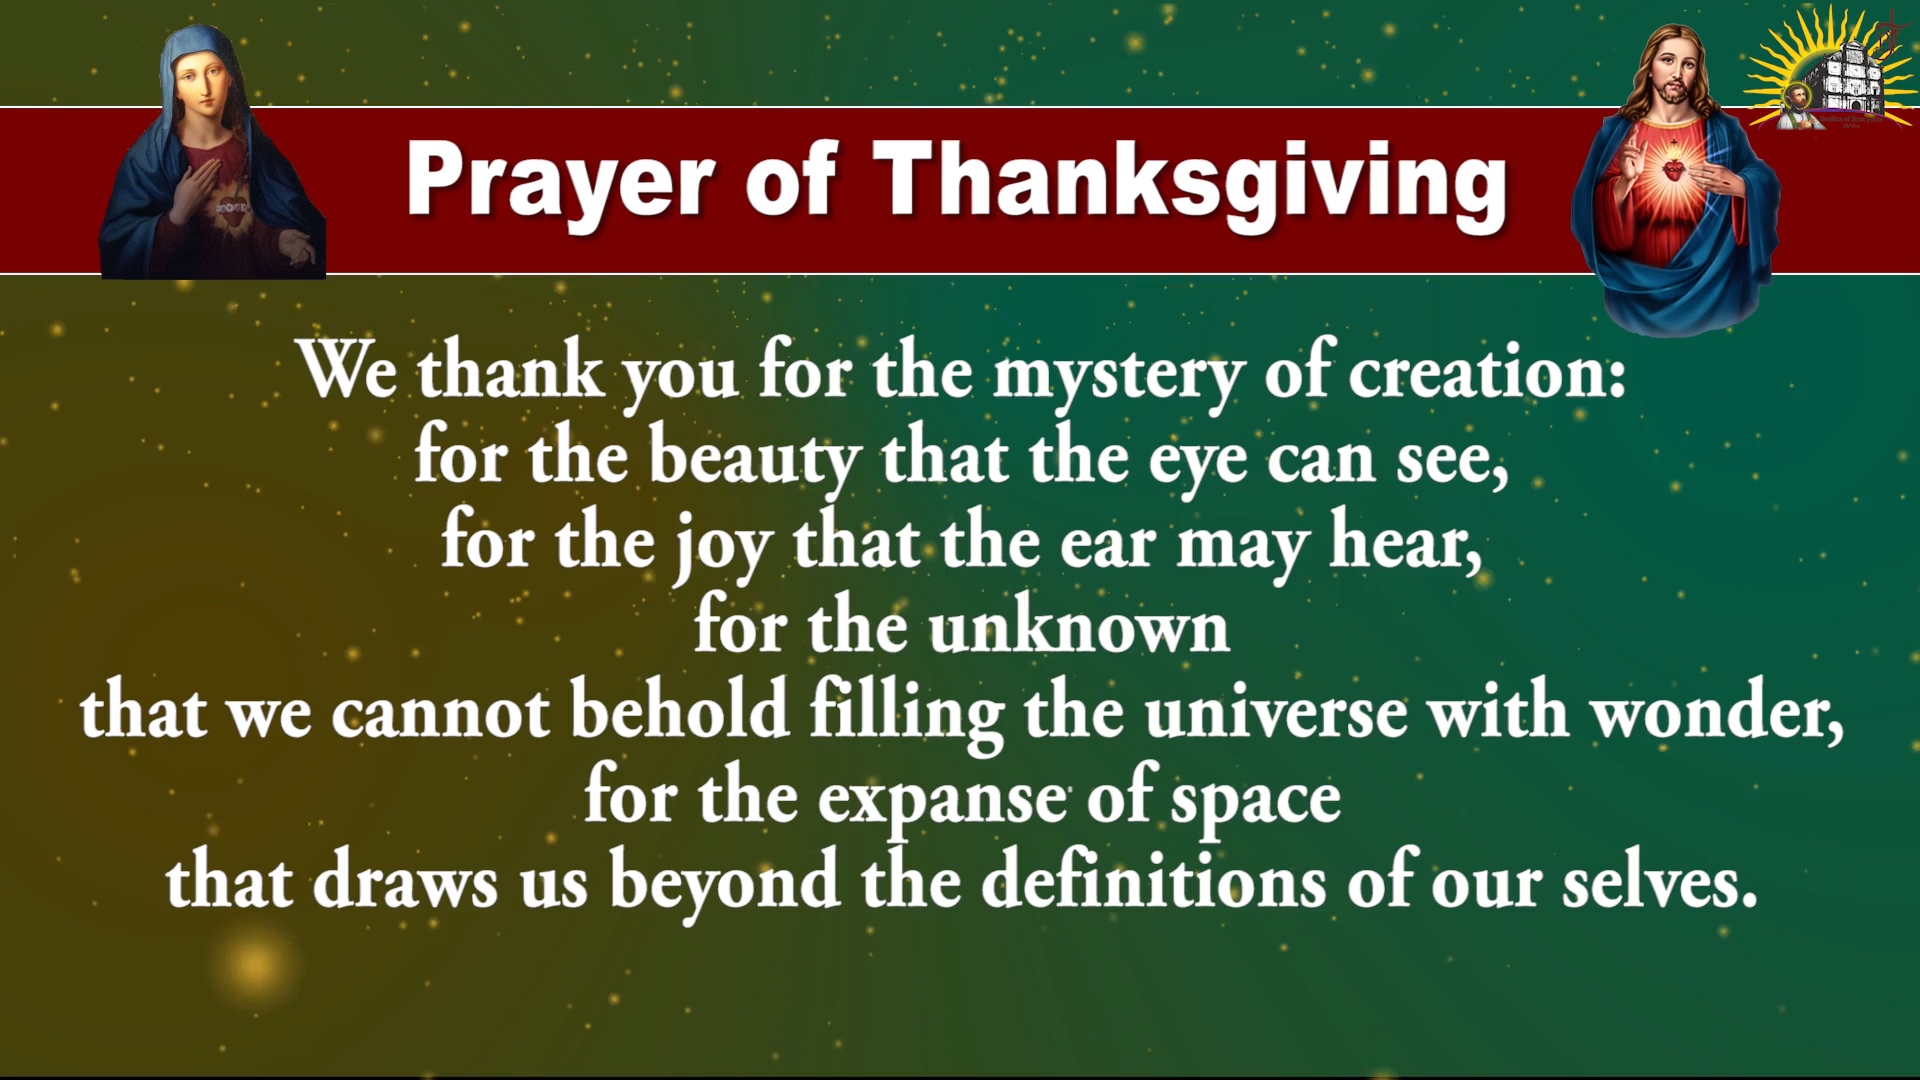 Prayer of Thanksgiving
We thank you for the mystery of creation:
for the beauty that the eye can see,
for the joy that the ear may hear,
for the unknown
that we cannot behold filling the universe with wonder,
for the expanse of space
that draws us beyond the definitions of our selves.